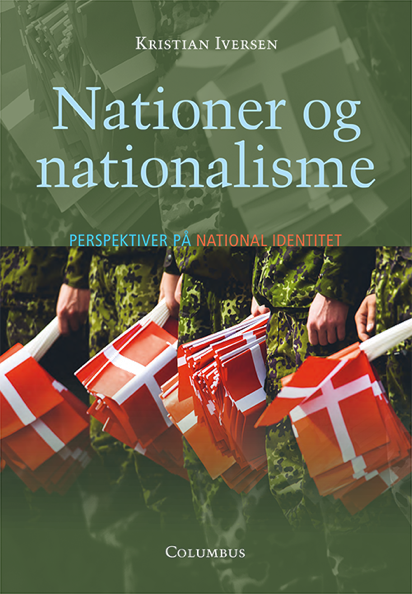 Kristian Iversen
Nationer og
nationalisme
PERSPEKTIVER PÅ NATIONAL IDENTITET
Columbus